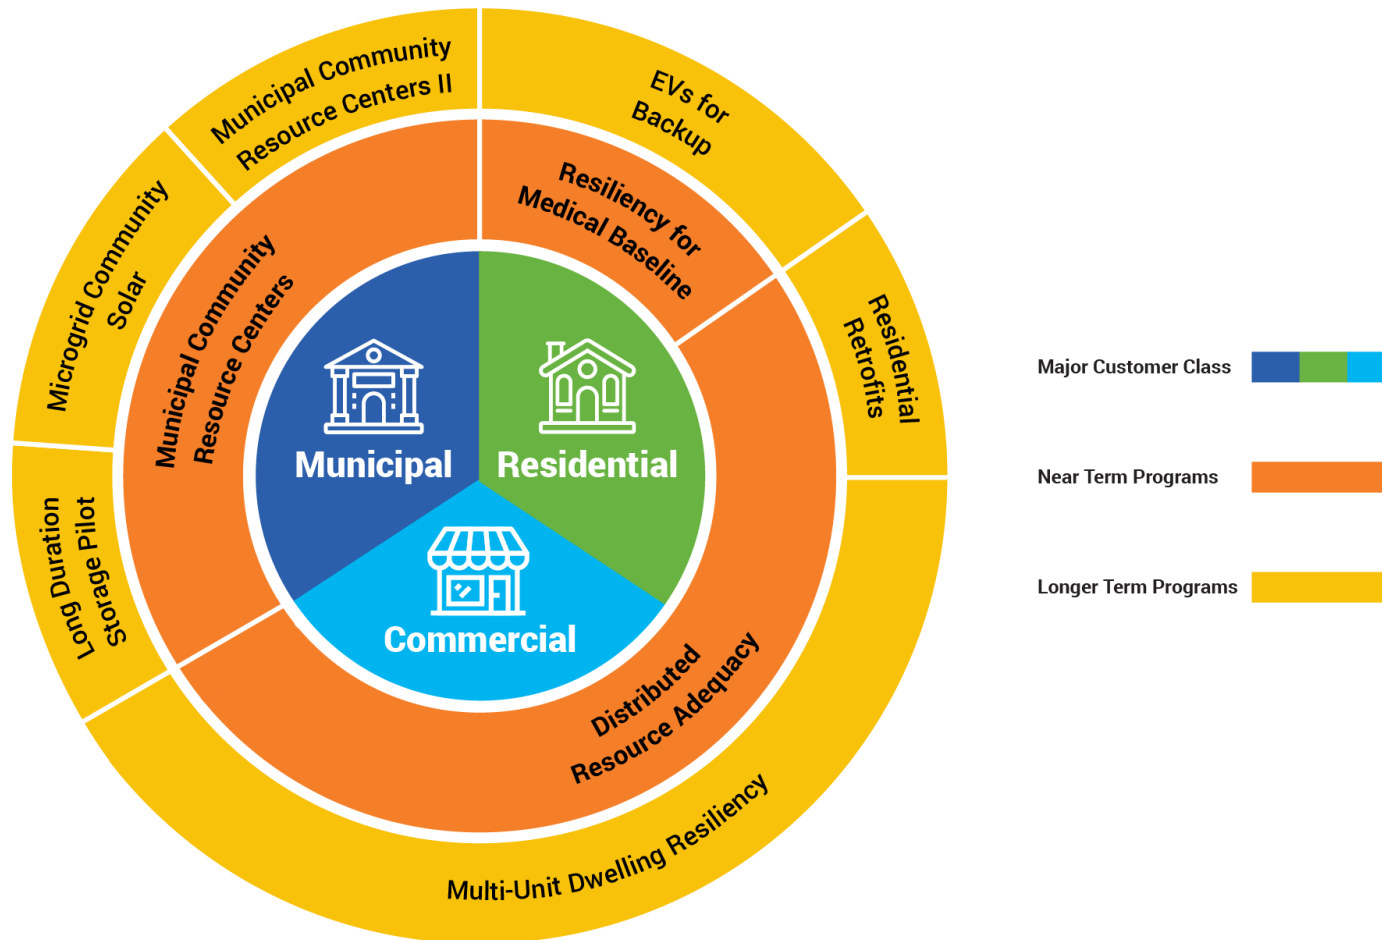 Municipal Community
Resource Centers II
EVs for
Backup
Microgrid Community
Solar
Residential
Retrofits
Long Duration
Storage Pilot
Multi-Unit Dwelling Resiliency
Municipal Community
Resource Centers
Resiliency for
Medical Baseline
Distributed
Resource Adequacy
Municipal
Residential
Commercial
Major Customer Class
Near Term Programs
Longer Term Programs